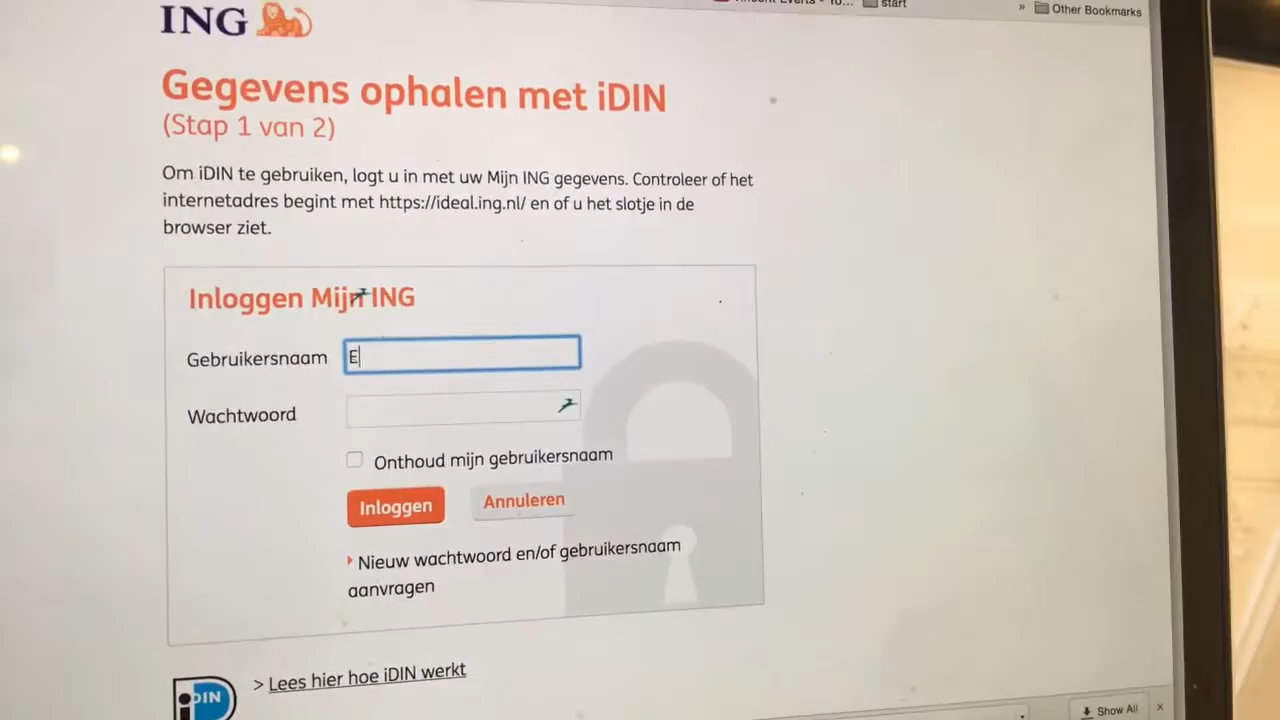 start
» Other Bookmarks
ING
Gegevens ophalen met iDIN
(Stap 1 van 2)
Om iDIN te gebruiken, logt u in met uw Mijn ING gegevens. Controleer of het
internetadres begint met https://ideal.ing.nl/ en of u het slotje in de
browser ziet.
Inloggen Mijn ING
Gebruikersnaam E
Wachtwoord
Onthoud mijn gebruikersnaam
Inloggen Annuleren
Nieuw wachtwoord en/of gebruikersnaam
aanvragen
iDIN > Lees hier hoe iDIN werkt
Show All ×